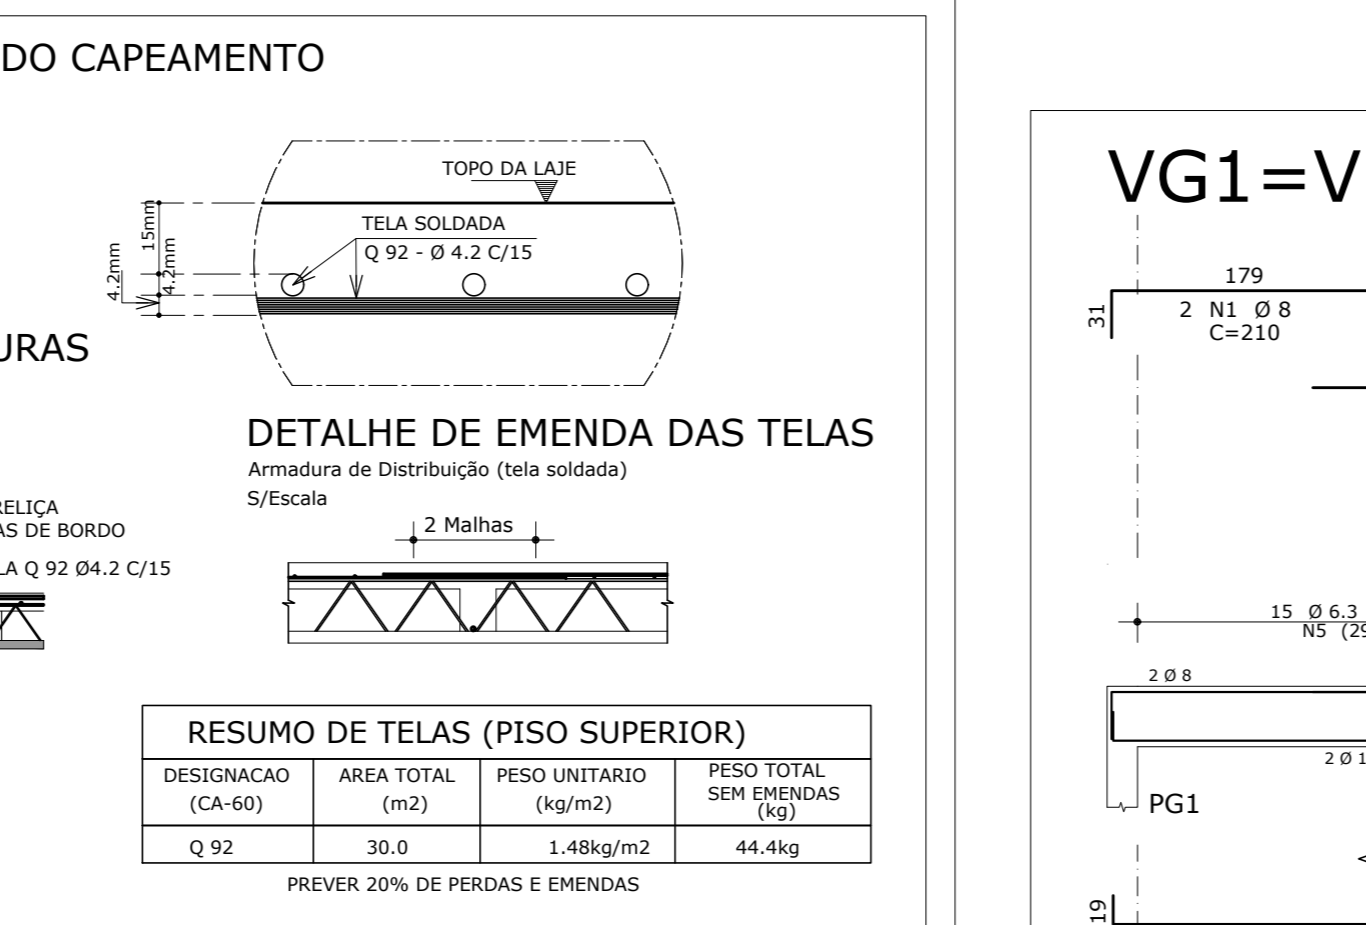 DO CAPEAMENTO
TOPO DA LAJE
TELA SOLDADA
Q 92 - Ø 4.2 C/15
15mm
4.2mm
4.2mm
URAS
DETALHE DE EMENDA DAS TELAS
Armadura de Distribuição (tela soldada)
S/Escala
2 Malhas
RELIÇA
AS DE BORDO
LA Q 92 Ø4.2 C/15
RESUMO DE TELAS (PISO SUPERIOR)
DESIGNACAO (CA-60)
AREA TOTAL (m2)
PESO UNITARIO (kg/m2)
PESO TOTAL SEM EMENDAS (kg)
Q 92 30.0 1.48kg/m2 44.4kg
PREVER 20% DE PERDAS E EMENDAS
VG1=V
179
31
2 N1 Ø 8
C=210
15 Ø 6.3
N5 (29
2 Ø 8
2 Ø 1
PG1
19